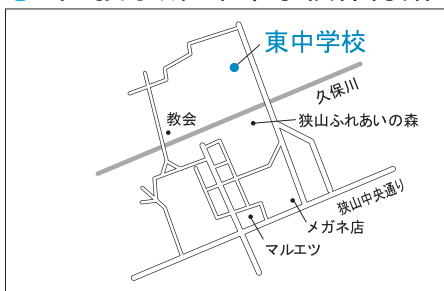 東中学校
久保川
教会
狭山ふれあいの森
狭山中央通り
メガネ店
マルエツ